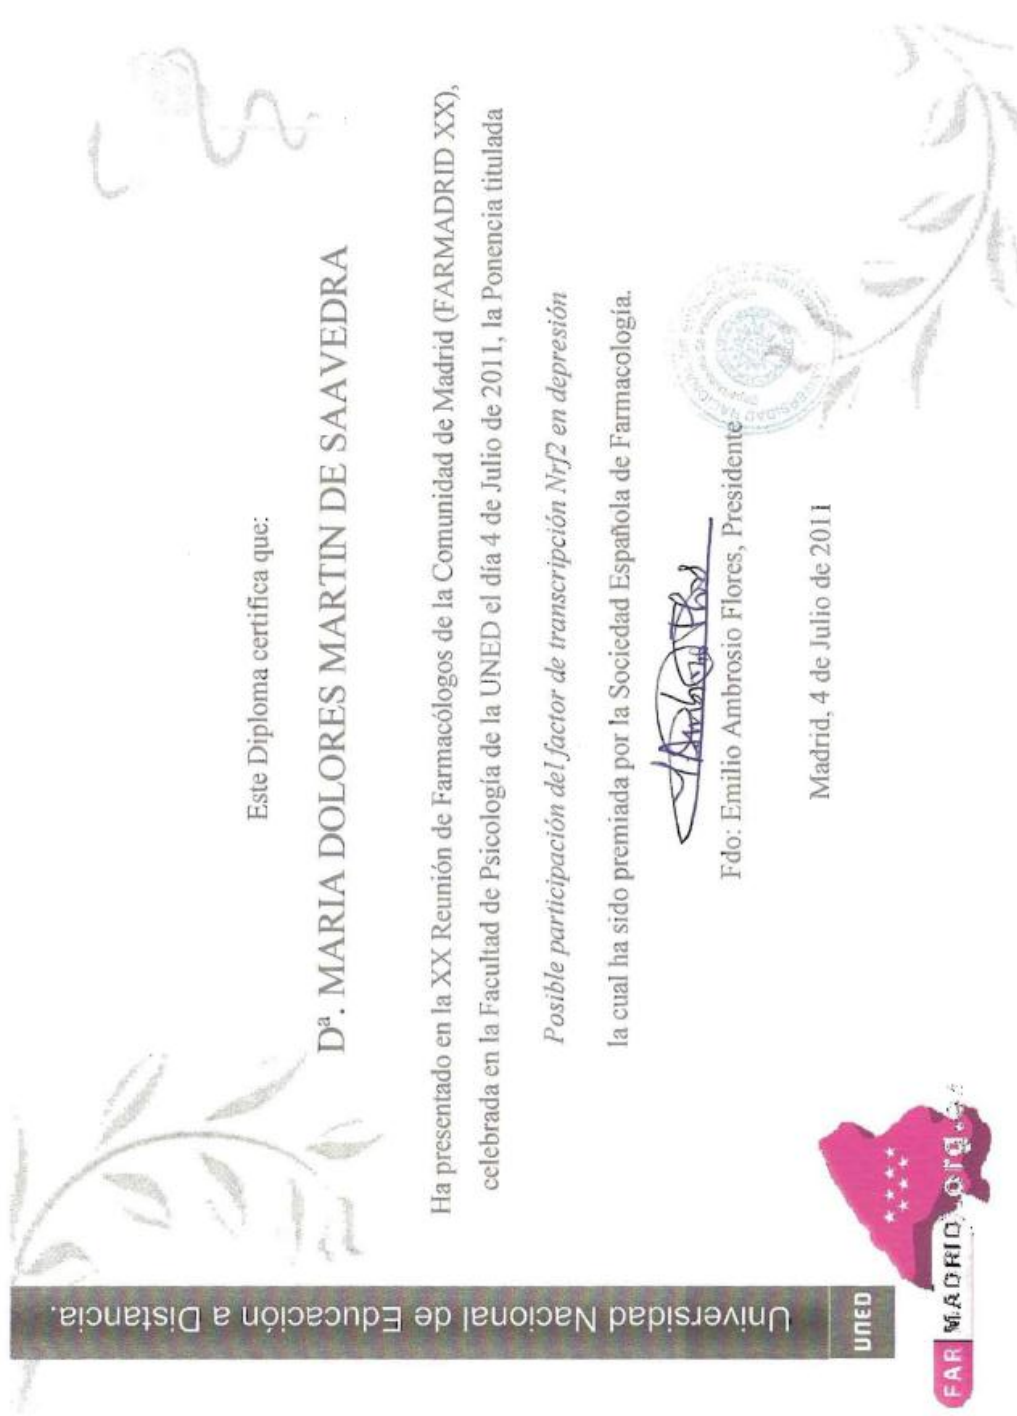 Este Diploma certifica que:
Dª. MARIA DOLORES MARTIN DE SAAVEDRA
Ha presentado en la XX Reunión de Farmacólogos de la Comunidad de Madrid (FARMADRID XX),
celebrada en la Facultad de Psicología de la UNED el día 4 de Julio de 2011, la Ponencia titulada
Posible participación del factor de transcripción Nrf2 en depresión
la cual ha sido premiada por la Sociedad Española de Farmacología.
Fdo: Emilio Ambrosio Flores, Presidente
Madrid, 4 de Julio de 2011
Universidad Nacional de Educación a Distancia.
UNED
FAR MADRID.org.es